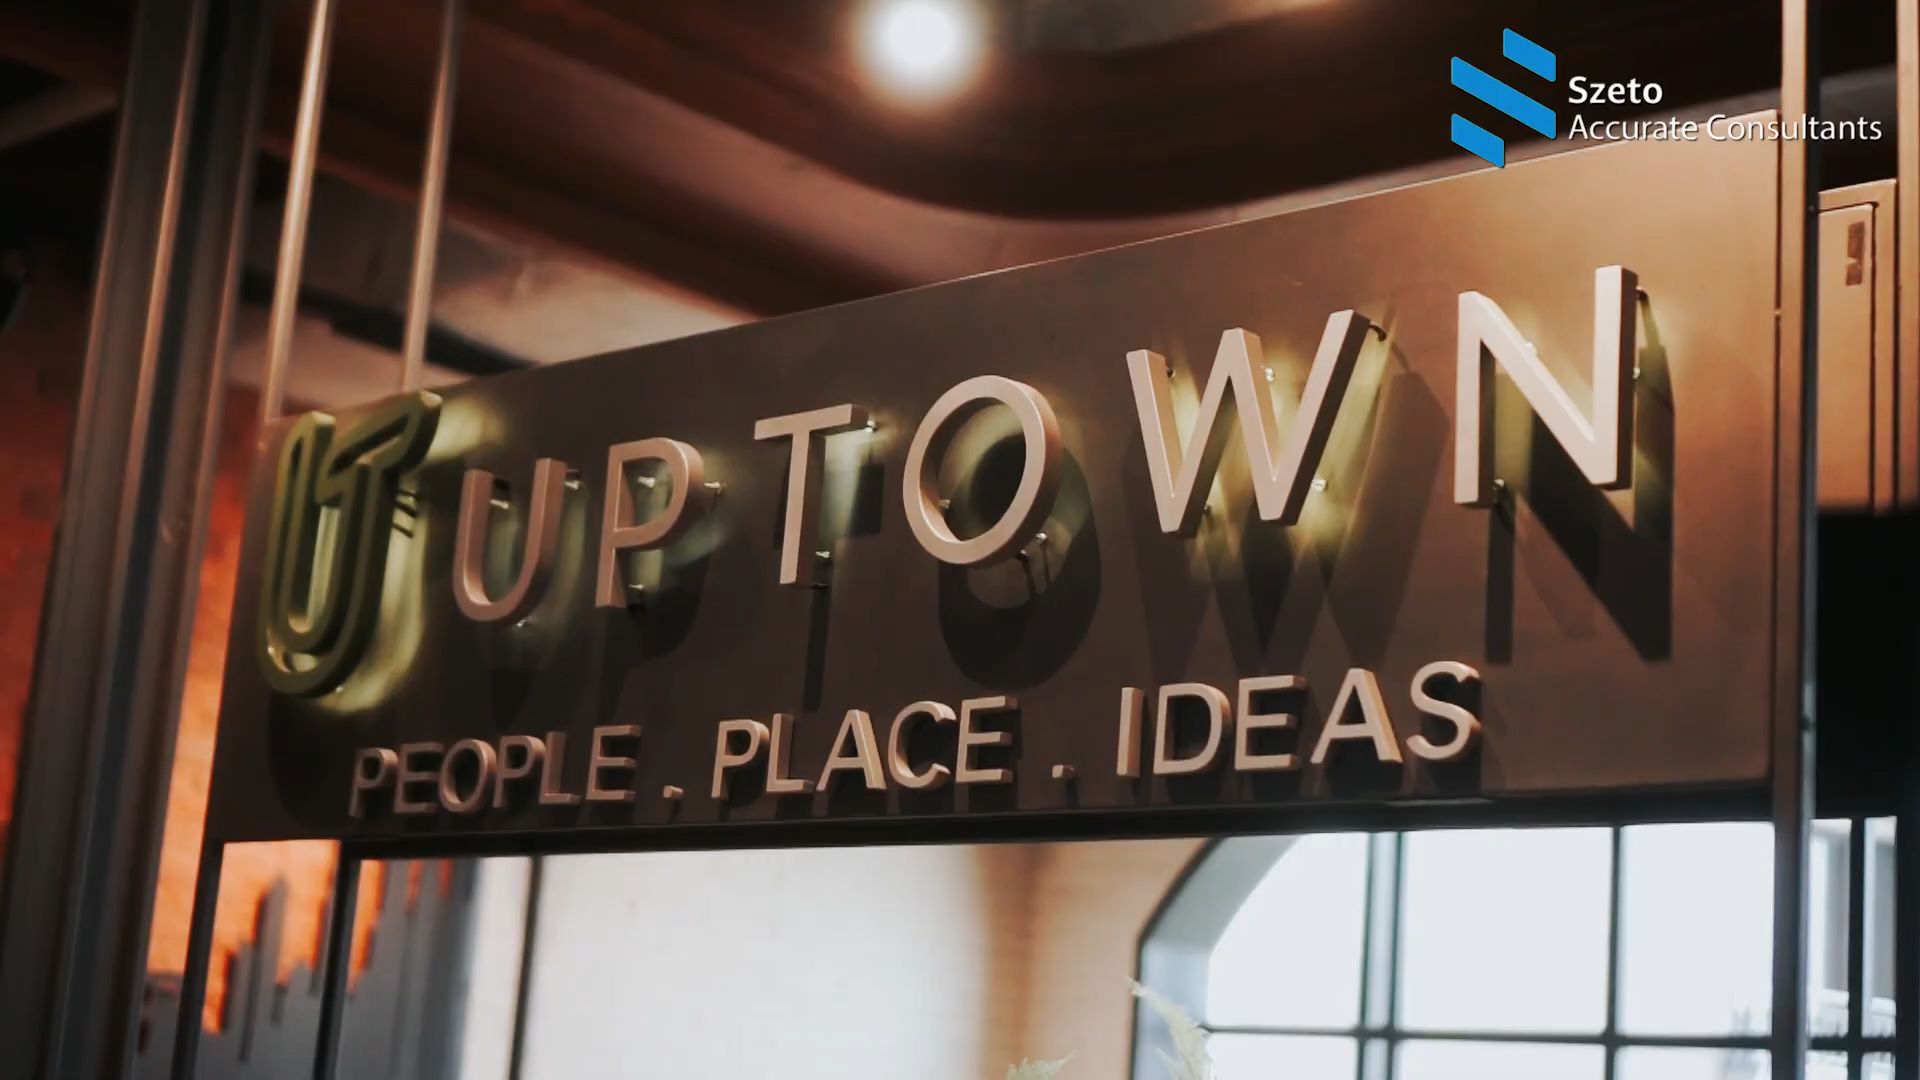 Szeto
Accurate Consultants
UPTOWN
PEOPLE . PLACE . IDEAS